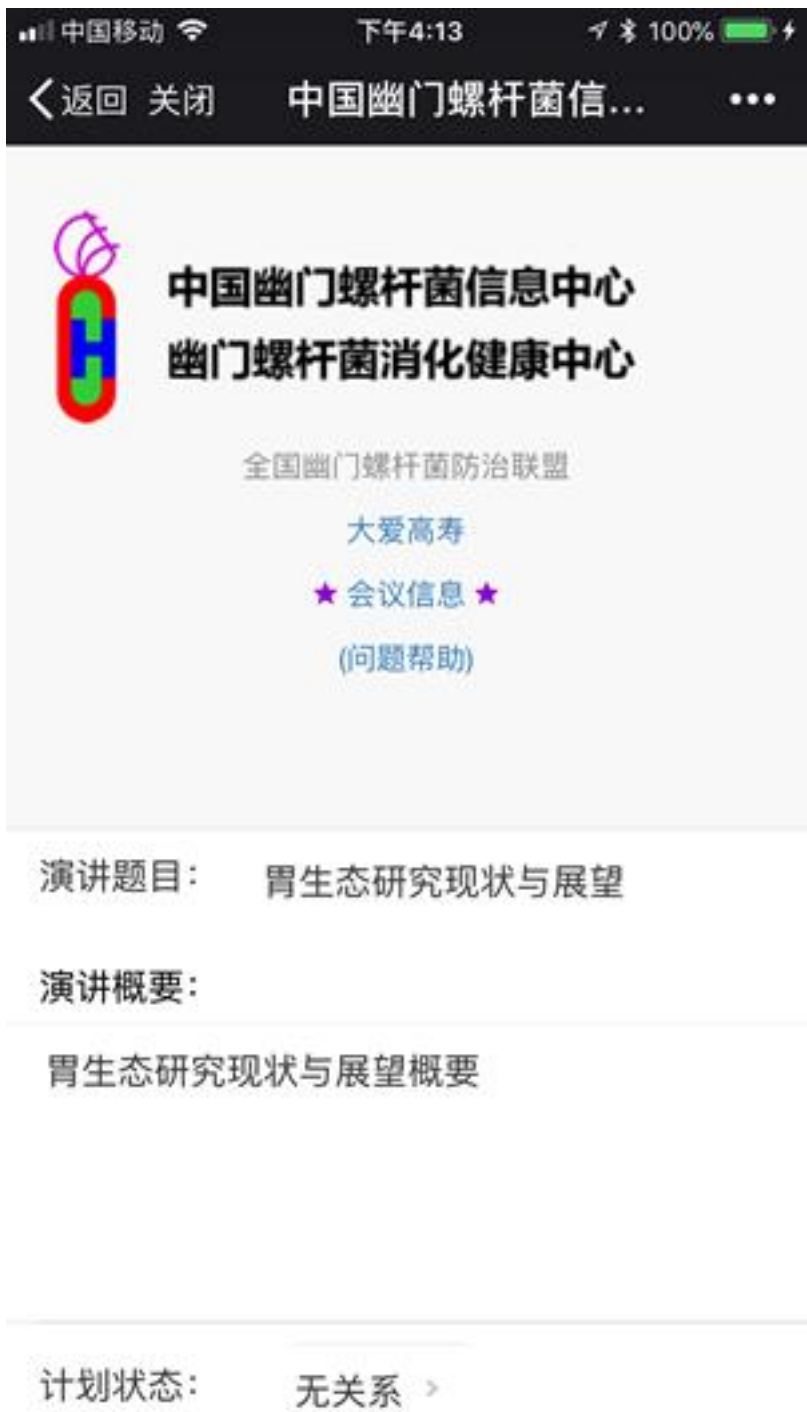 中国移动 下午4:13 100%
返回 关闭 中国幽门螺杆菌信... •••
中国幽门螺杆菌信息中心
幽门螺杆菌消化健康中心
全国幽门螺杆菌防治联盟
大爱高寿
★ 会议信息 ★
(问题帮助)
演讲题目： 胃生态研究现状与展望
演讲概要：
胃生态研究现状与展望概要
计划状态： 无关系 >